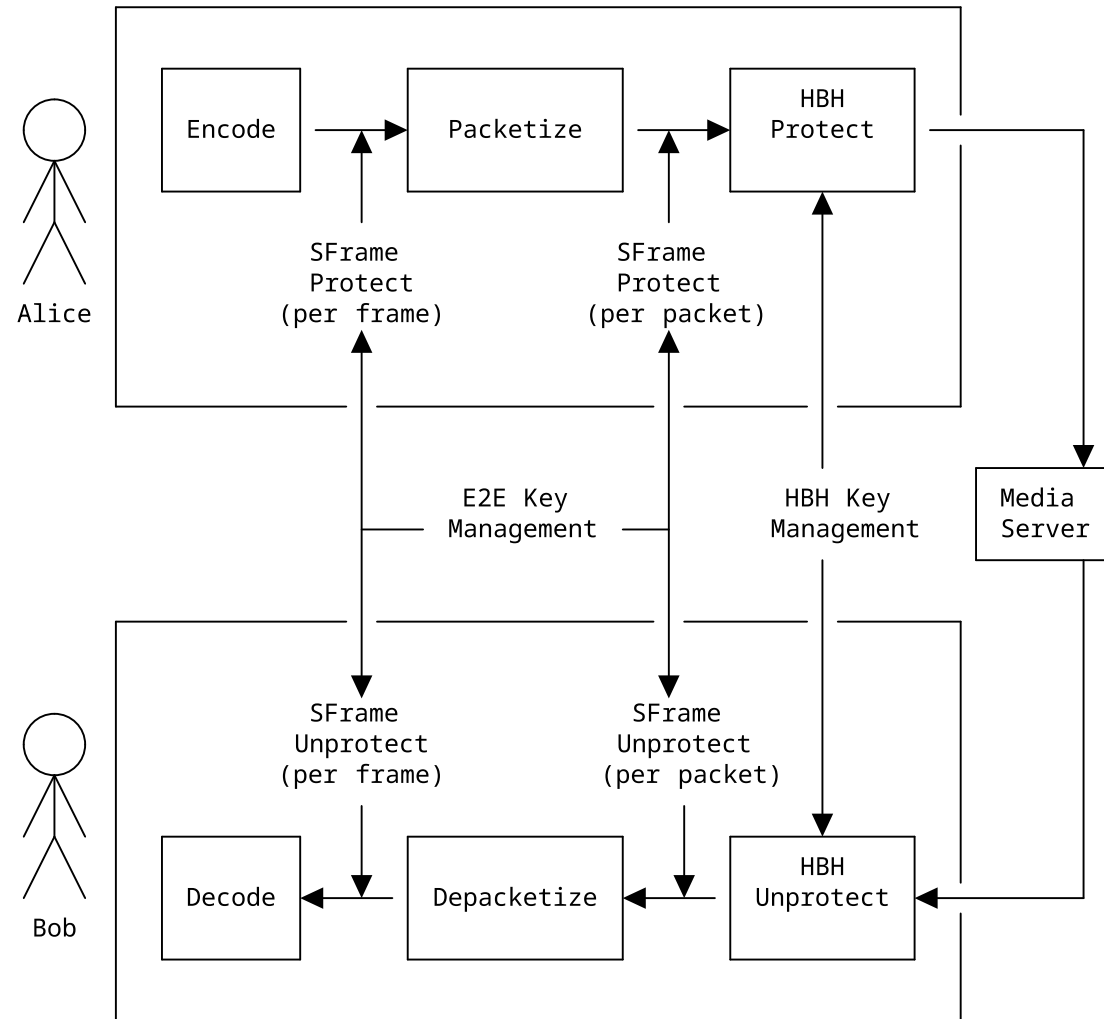 HBH
Encode
Packetize
Protect
SFrame
Protect
(per frame)
SFrame
Protect
(per packet)
Alice
E2E Key
Management
HBH Key
Management
Media
Server
SFrame
Unprotect
(per frame)
SFrame
Unprotect
(per packet)
HBH
Unprotect
Decode
Depacketize
Bob